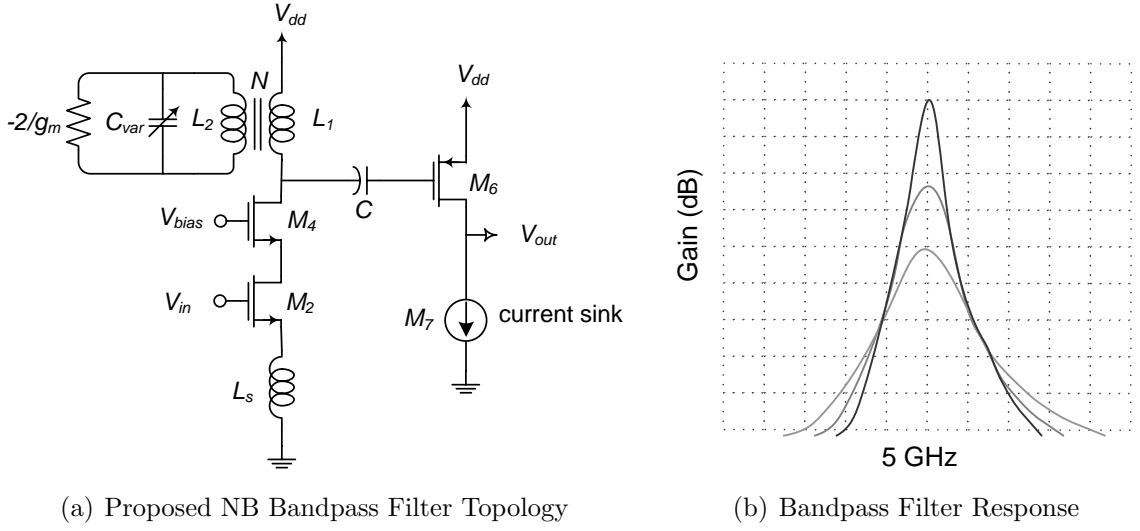 V_dd
N
V_dd
-2/g_m
C_var
L_2
L_1
M_6
C
V_bias
M_4
V_out
V_in
M_2
M_7
current sink
L_s
Gain (dB)
5 GHz
(a) Proposed NB Bandpass Filter Topology
(b) Bandpass Filter Response